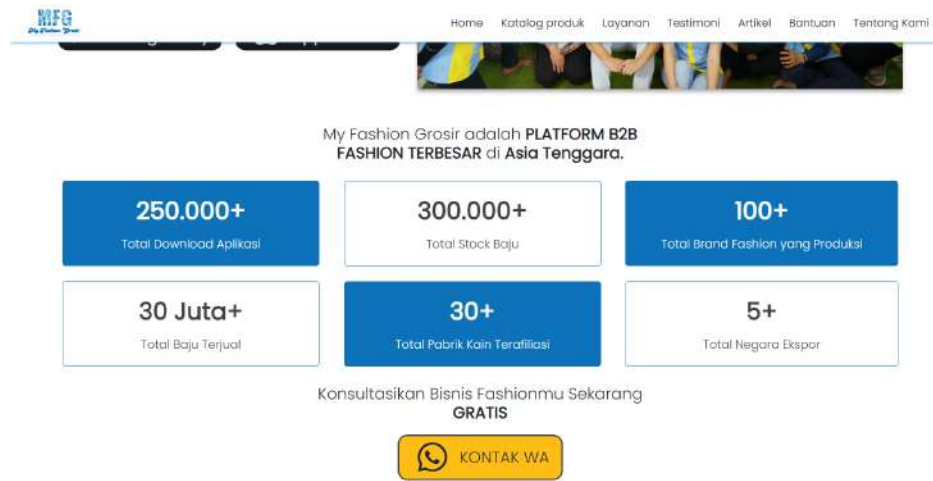 MFG
My Fashion Grosir
Home Katalog produk Layanan Testimoni Artikel Bantuan Tentang Kami
My Fashion Grosir adalah PLATFORM B2B
FASHION TERBESAR di Asia Tenggara.
250.000+
Total Download Aplikasi
300.000+
Total Stock Baju
100+
Total Brand Fashion yang Produksi
30 Juta+
Total Baju Terjual
30+
Total Pabrik Kain Terafiliasi
5+
Total Negara Ekspor
Konsultasikan Bisnis Fashionmu Sekarang
GRATIS
KONTAK WA